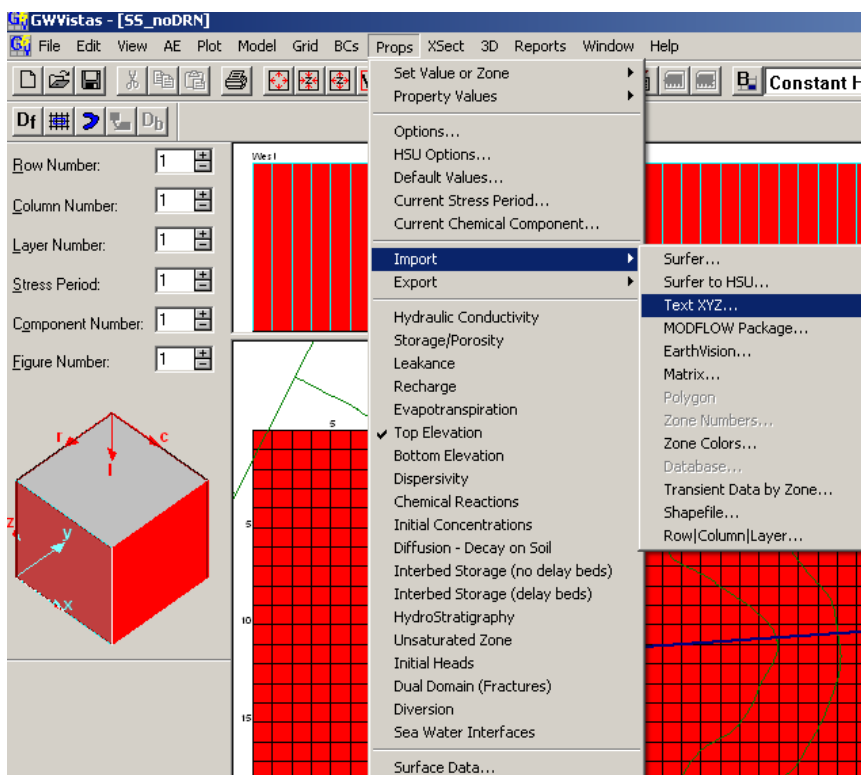 GWVistas - [SS_noDRN]
File Edit View AE Plot Model Grid BCs Props XSect 3D Reports Window Help
B Constant H
Df Db
Row Number: 1
Column Number: 1
Layer Number: 1
Stress Period: 1
Component Number: 1
Figure Number: 1
r c
l
z y
x
West
5
5
10
15
Set Value or Zone
Property Values
Options...
HSU Options...
Default Values...
Current Stress Period...
Current Chemical Component...
Import
Export
Hydraulic Conductivity
Storage/Porosity
Leakance
Recharge
Evapotranspiration
Top Elevation
Bottom Elevation
Dispersivity
Chemical Reactions
Initial Concentrations
Diffusion - Decay on Soil
Interbed Storage (no delay beds)
Interbed Storage (delay beds)
HydroStratigraphy
Unsaturated Zone
Initial Heads
Dual Domain (Fractures)
Diversion
Sea Water Interfaces
Surface Data...
Surfer...
Surfer to HSU...
Text XYZ...
MODFLOW Package...
EarthVision...
Matrix...
Polygon
Zone Numbers...
Zone Colors...
Database...
Transient Data by Zone...
Shapefile...
Row|Column|Layer...